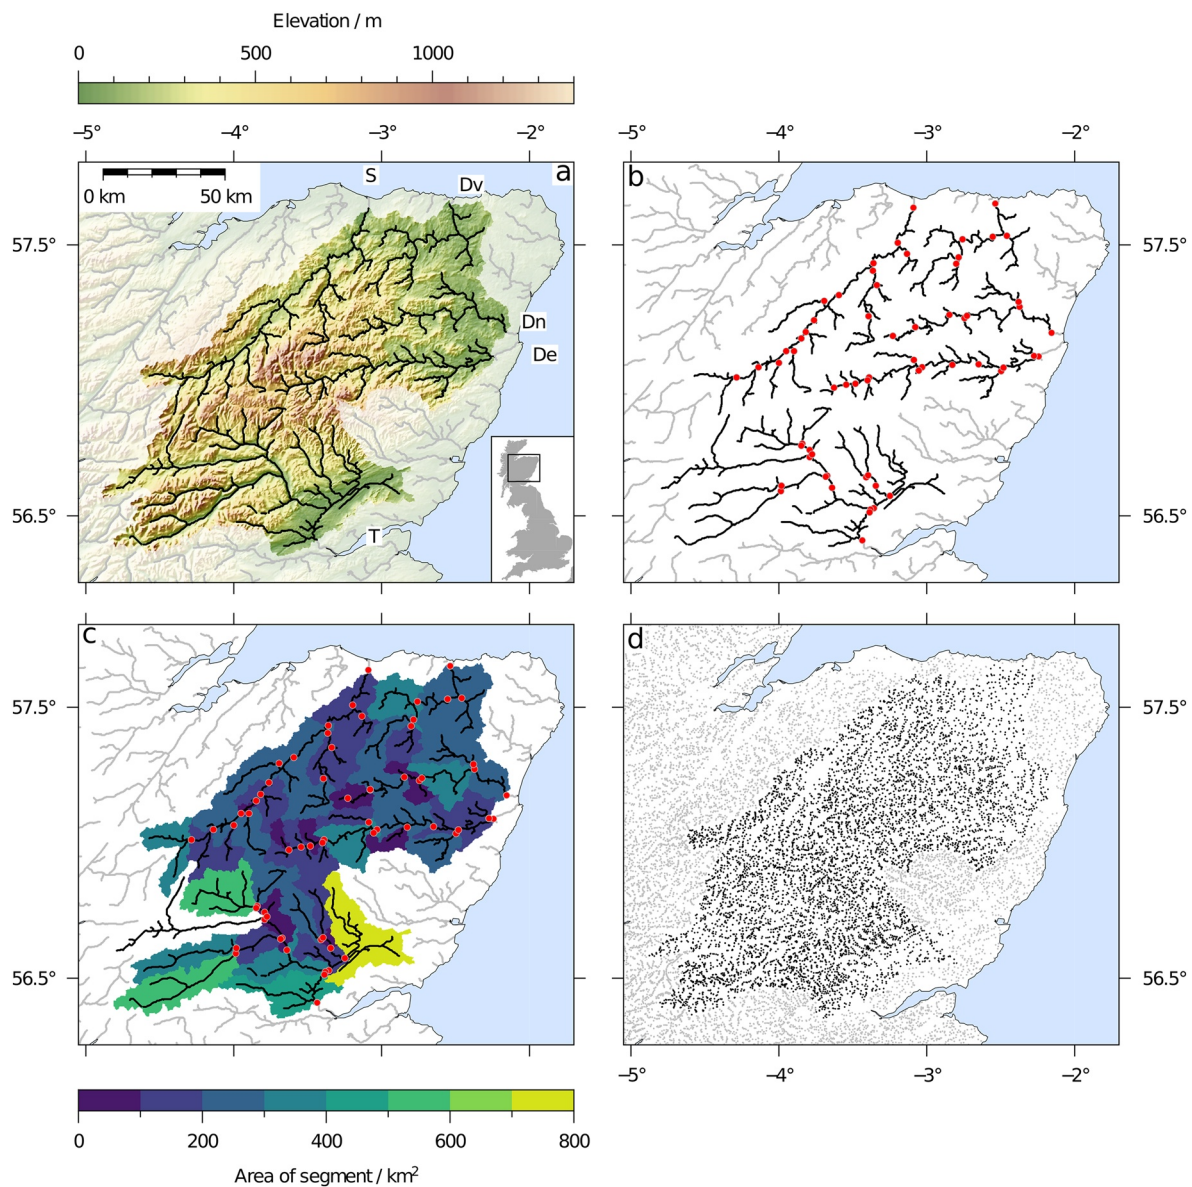 Elevation / m
0 500 1000
−5° −4° −3° −2° −5° −4° −3° −2°
S a b
0 km 50 km Dv
57.5° 57.5°
Dn
De
56.5° 56.5°
T
c d
57.5° 57.5°
56.5° 56.5°
−5° −4° −3° −2°
0 200 400 600 800
Area of segment / km²